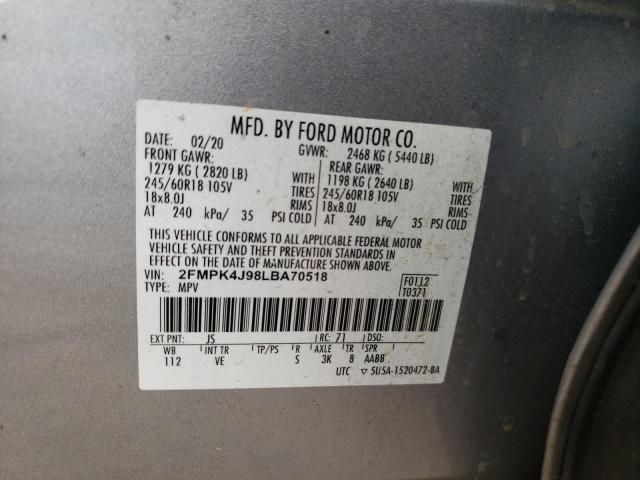 MFD. BY FORD MOTOR CO.
DATE: 02/20 GVWR: 2468 KG (5440 LB)
FRONT GAWR: REAR GAWR:
1279 KG (2820 LB) WITH 1198 KG (2640 LB) WITH
245/60R18 105V TIRES 245/60R18 105V TIRES
18x8.0J RIMS 18x8.0J RIMS
AT 240 kPa/ 35 PSI COLD AT 240 kPa/ 35 PSI COLD
THIS VEHICLE CONFORMS TO ALL APPLICABLE FEDERAL MOTOR
VEHICLE SAFETY AND THEFT PREVENTION STANDARDS IN
EFFECT ON THE DATE OF MANUFACTURE SHOWN ABOVE.
VIN: 2FMPK4J98LBA70518 F0112
TYPE: MPV T0371
EXT PNT: JS RC: 71 DSO:
WB INT TR TP/PS R AXLE TR SPR
112 VE S 3K 8 AABB
UTC ▽ 5U5A-1520472-BA